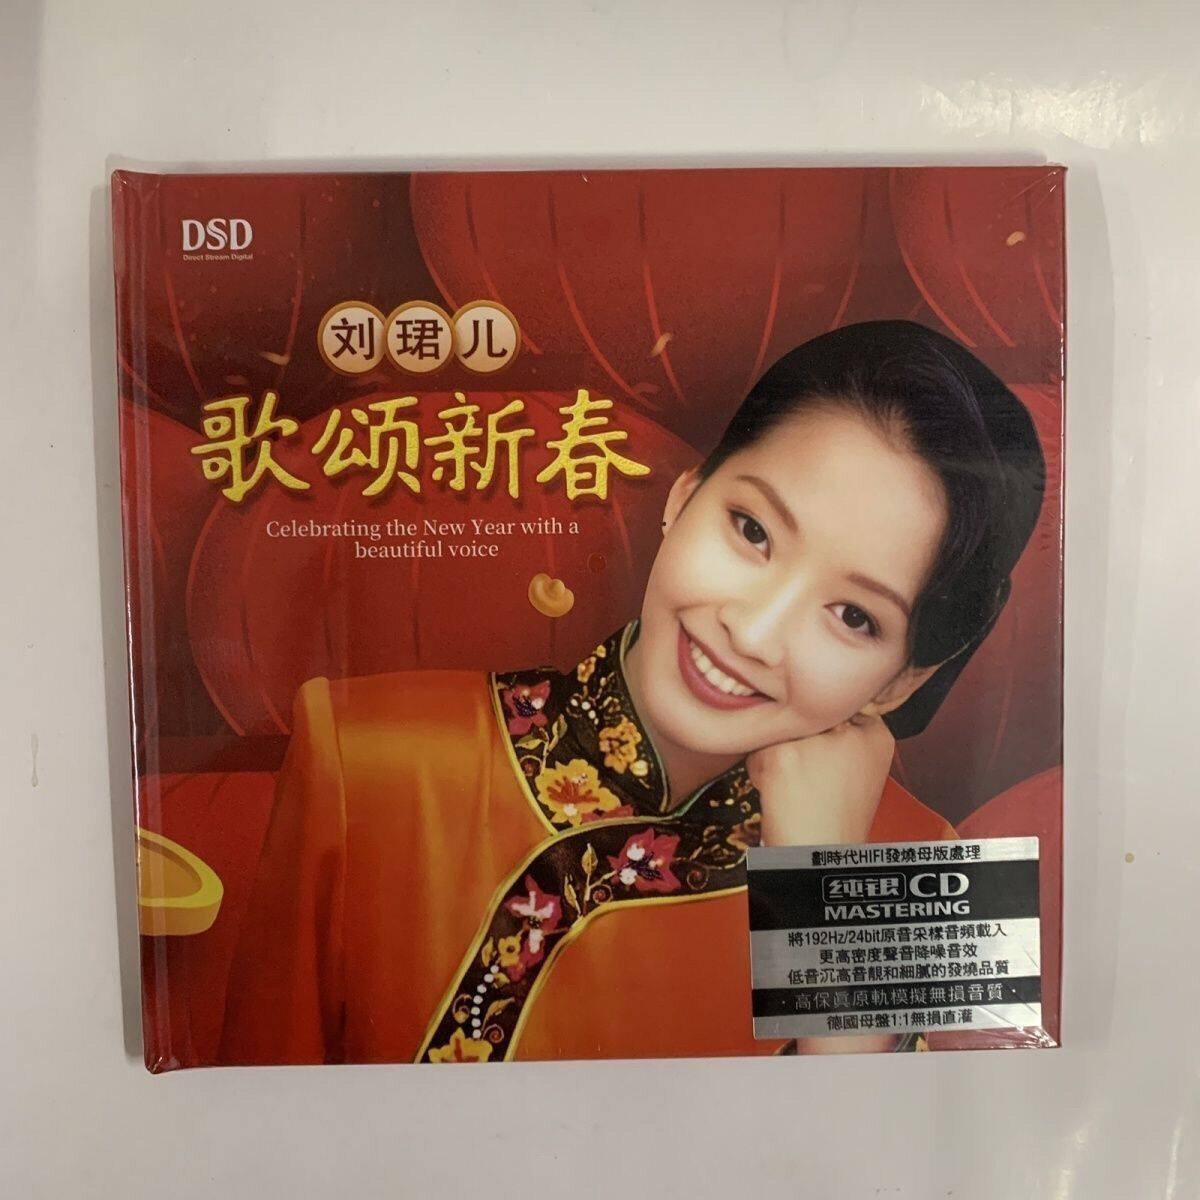 DSD
Direct Stream Digital
刘珺儿
歌颂新春
Celebrating the New Year with a
beautiful voice
劃時代HIFI發燒母版處理
纯银CD
MASTERING
將192Hz/24bit原音采樣音頻載入
更高密度聲音降噪音效
低音沉高音靚和細膩的發燒品質
·高保眞原軌模擬無損音質·
德國母盤1:1無損直灌